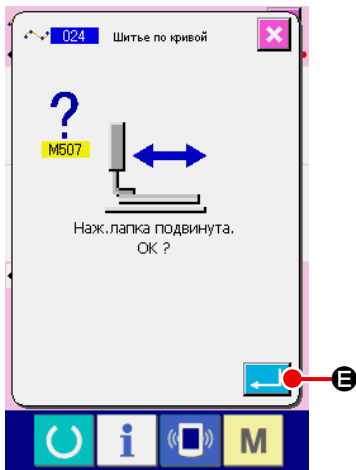 024 Шитье по кривой
?
M507
Наж.лапка подвинута.
OK ?
E
i
M